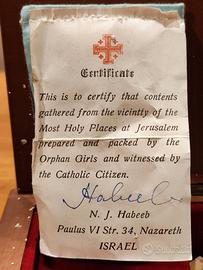 Certificate
This is to certify that contents
gathered from the vicintly of the
Most Holy Places at Jerusalem
prepared and packed by the
Orphan Girls and witnessed by
the Catholic Citizen.
Habeeb
N. J. Habeeb
Paulus VI Str. 34, Nazareth
ISRAEL
subito